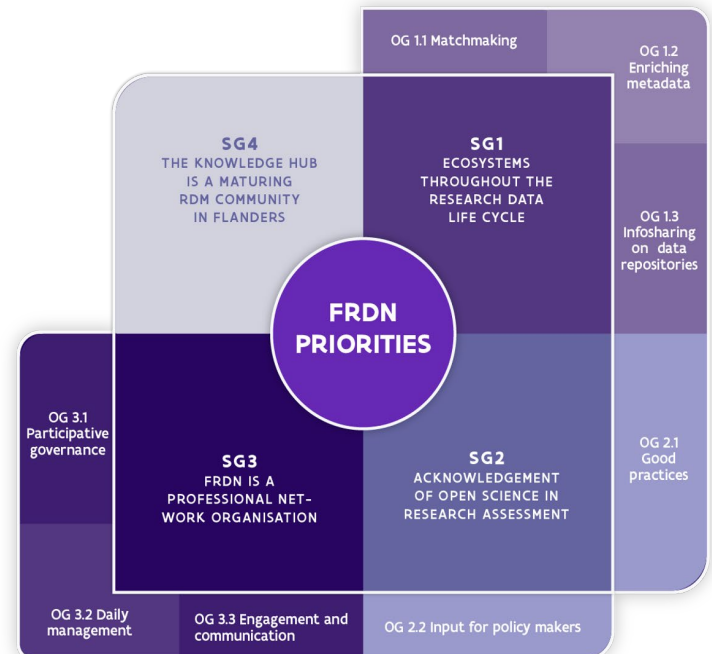 OG 1.1 Matchmaking
OG 1.2
Enriching
metadata
SG4
THE KNOWLEDGE HUB
IS A MATURING
RDM COMMUNITY
IN FLANDERS
SG1
ECOSYSTEMS
THROUGHOUT THE
RESEARCH DATA
LIFE CYCLE
OG 1.3
Infosharing
on data
repositories
FRDN
PRIORITIES
OG 3.1
Participative
governance
SG3
FRDN IS A
PROFESSIONAL NET-
WORK ORGANISATION
SG2
ACKNOWLEDGEMENT
OF OPEN SCIENCE IN
RESEARCH ASSESSMENT
OG 2.1
Good
practices
OG 3.2 Daily
management
OG 3.3 Engagement and
communication
OG 2.2 Input for policy makers